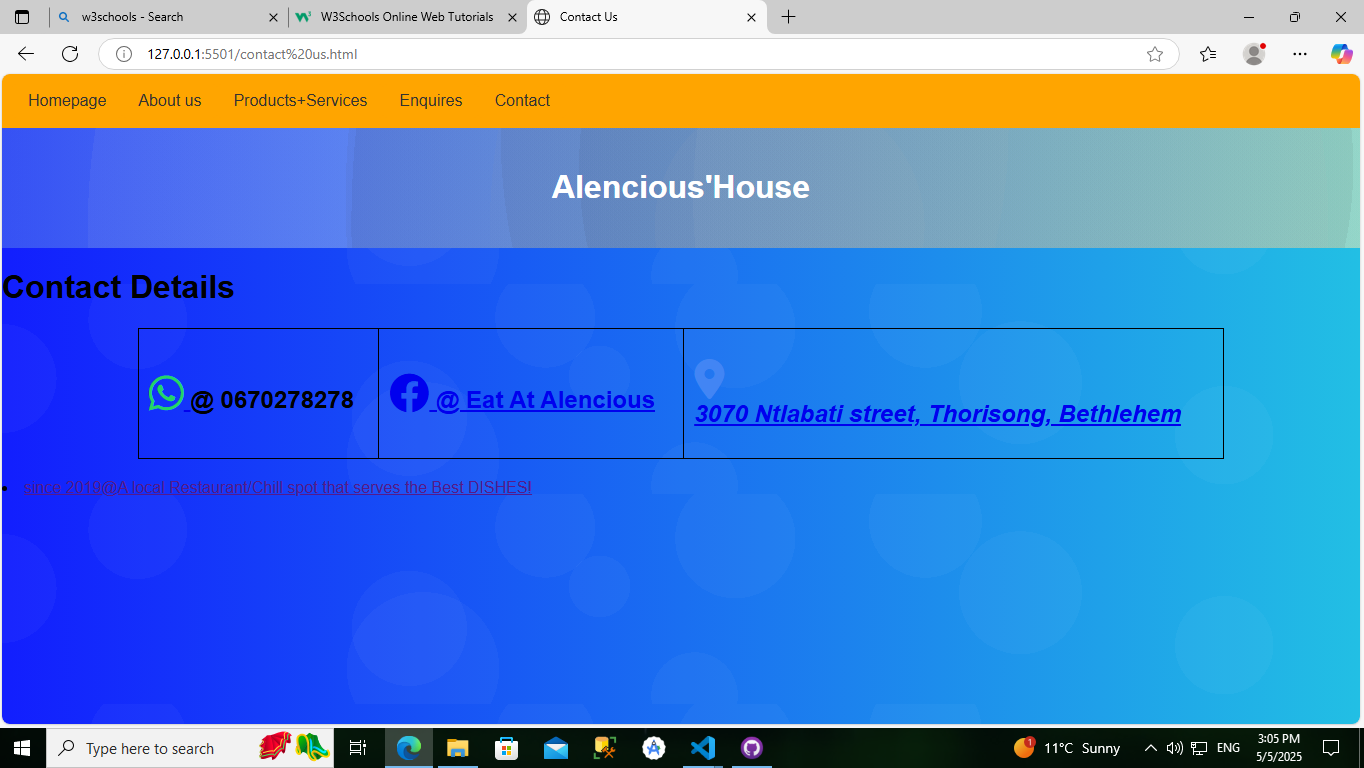 w3schools - Search
W3Schools Online Web Tutorials
Contact Us
127.0.0.1:5501/contact%20us.html
Homepage About us Products+Services Enquires Contact
Alencious'House
Contact Details
@ 0670278278
@ Eat At Alencious
3070 Ntlabati street, Thorisong, Bethlehem
since 2019@A local Restaurant/Chill spot that serves the Best DISHES!
Type here to search
1
11°C Sunny
ENG
3:05 PM
5/5/2025